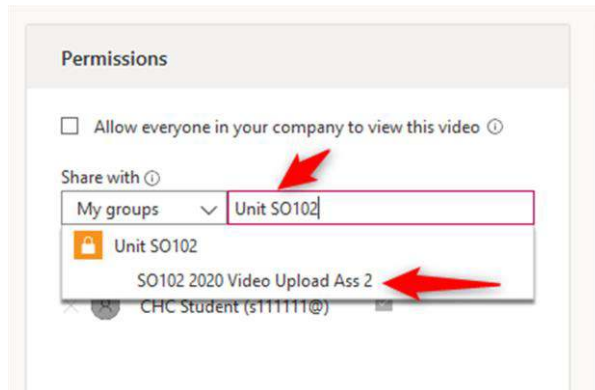 Permissions
Allow everyone in your company to view this video
Share with
My groups Unit SO102
Unit SO102
SO102 2020 Video Upload Ass 2
CHC Student (s111111@)